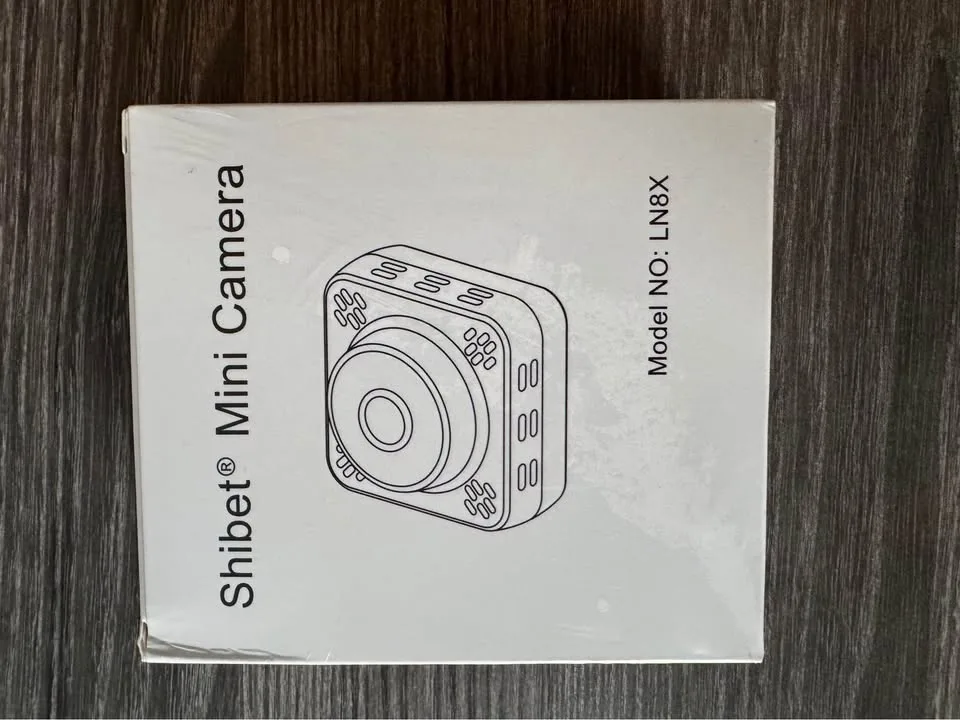 Shibet® Mini Camera
Model NO: LN8X